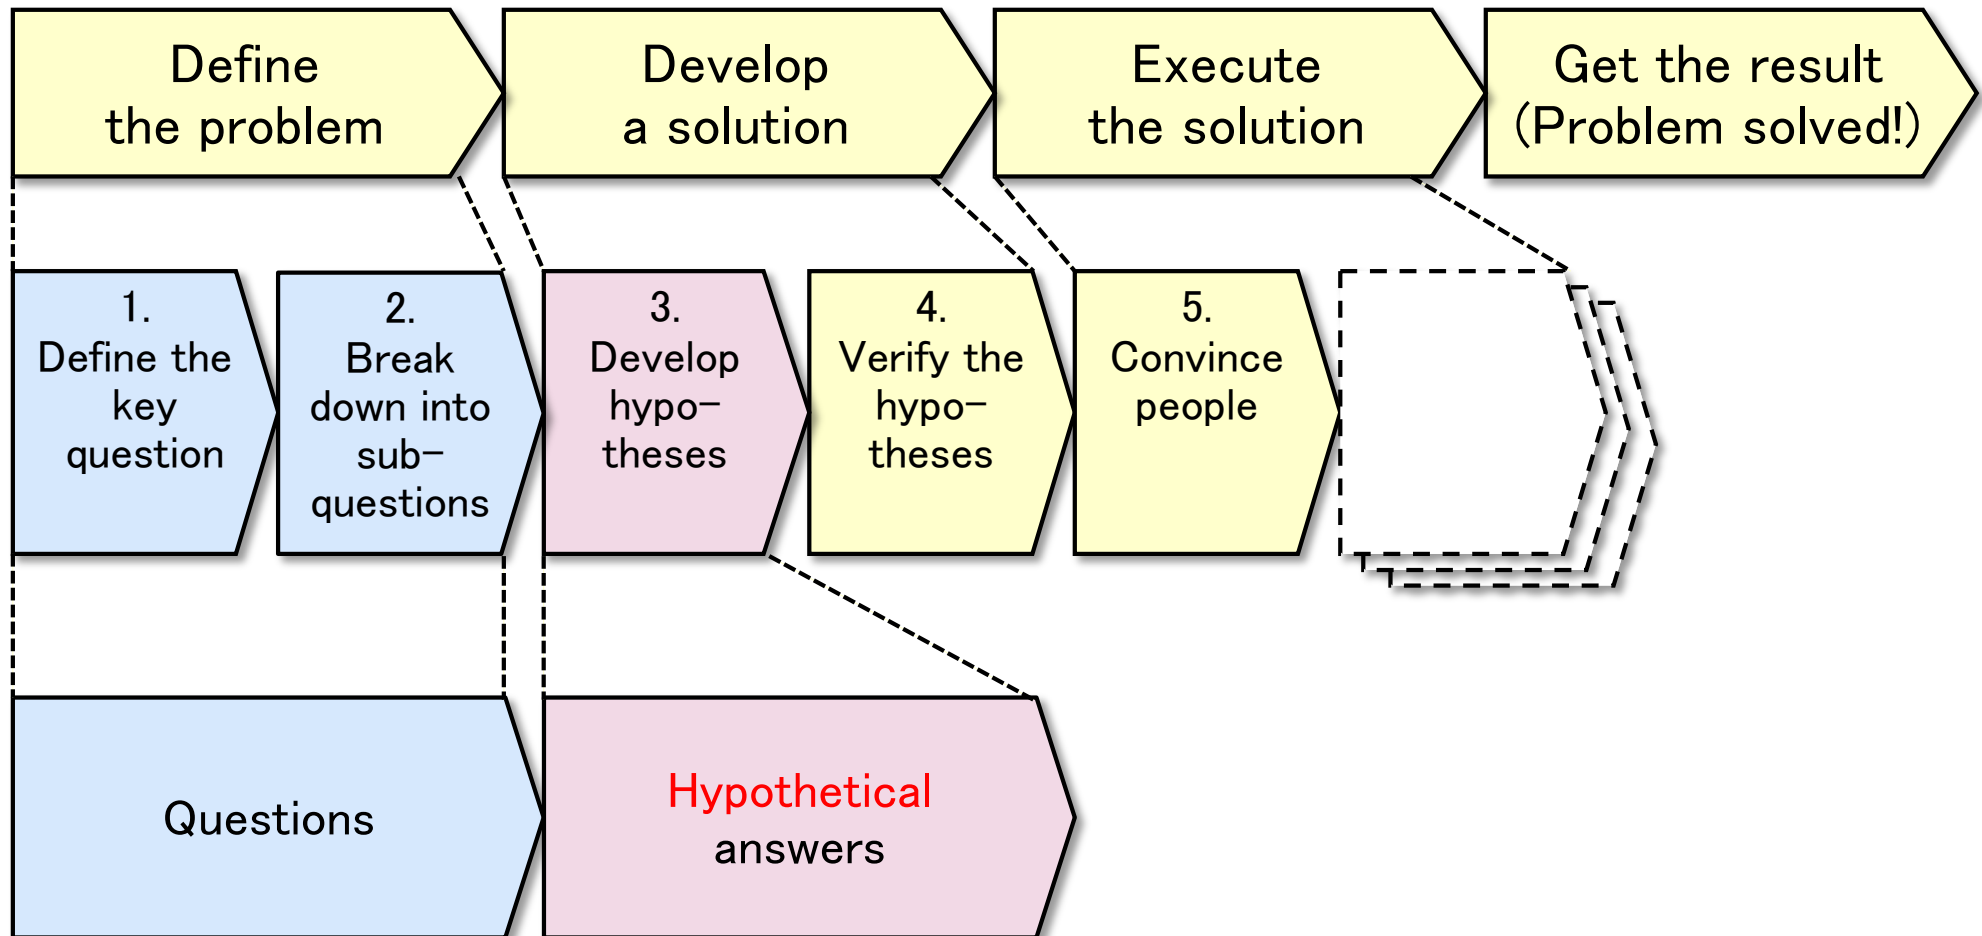 Define
the problem
Develop
a solution
Execute
the solution
Get the result
(Problem solved!)
1.
Define the
key
question
2.
Break
down into
sub-
questions
3.
Develop
hypo-
theses
4.
Verify the
hypo-
theses
5.
Convince
people
Questions
Hypothetical
answers